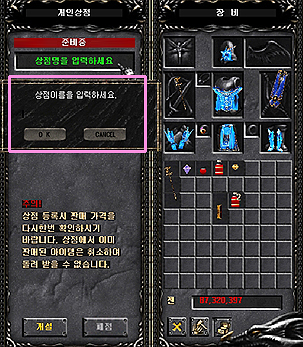 개인상점
준비중
상점명을 입력하세요
상점이름을 입력하세요.
OK
CANCEL
주의!
상점 등록시 판매 가격을
다시한번 확인하시기
바랍니다. 상점에서 이미
판매된 아이템은 취소하며
돌려 받을 수 없습니다.
개설
폐점
장 비
젠
87,320,397